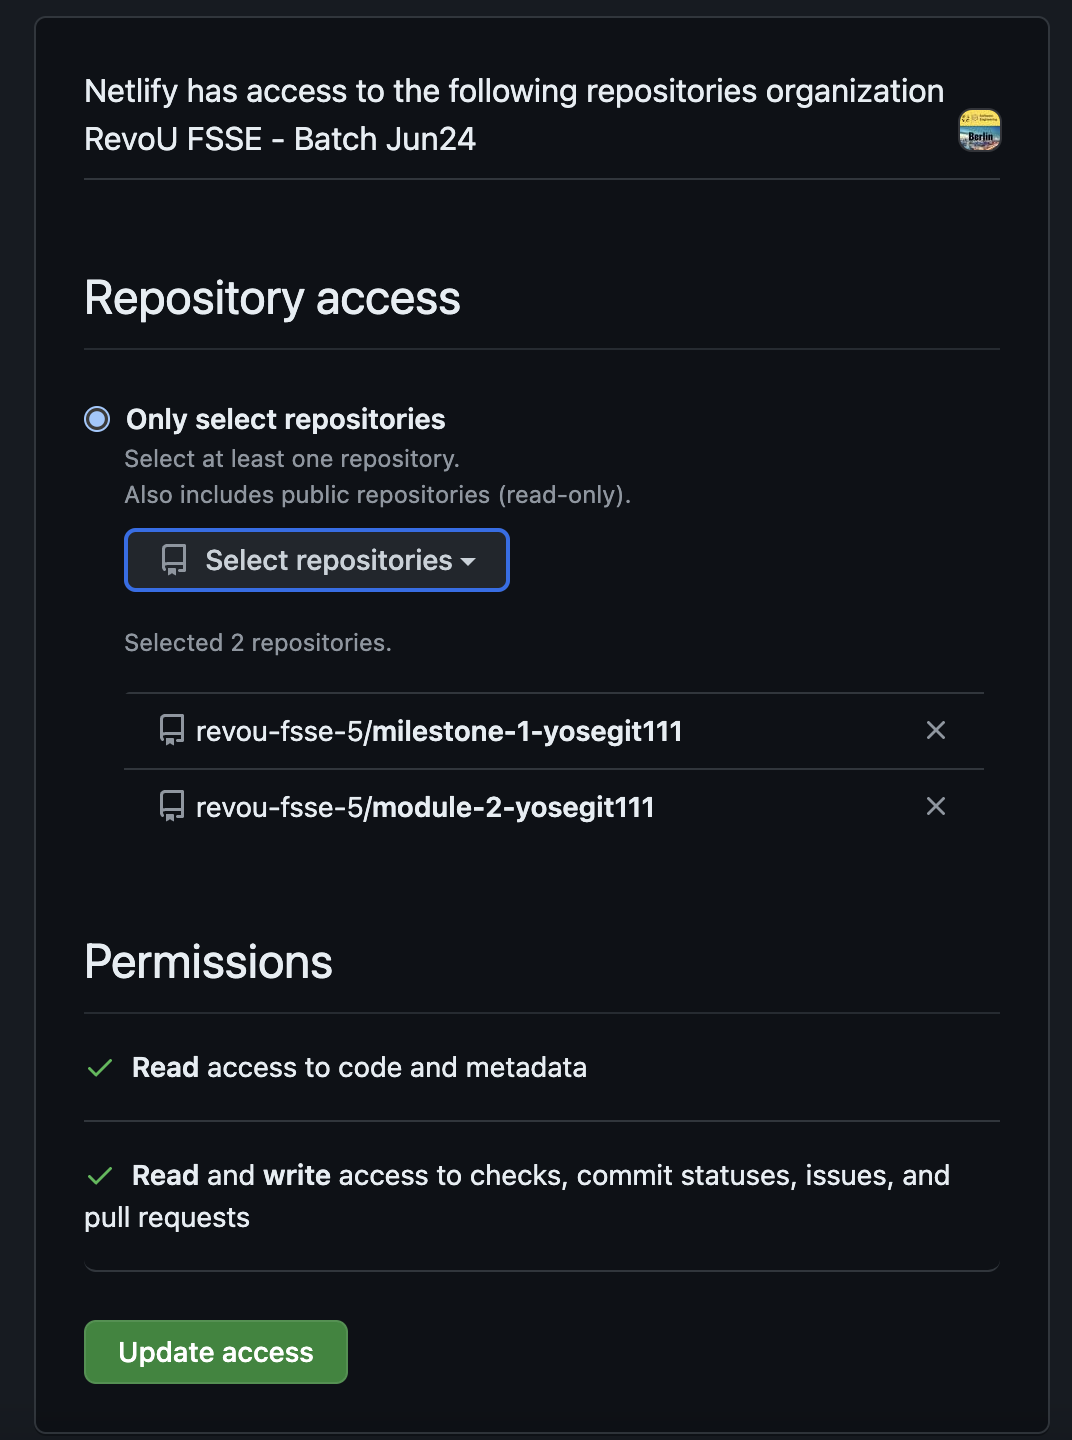 Netlify has access to the following repositories organization
RevoU FSSE - Batch Jun24
Berlin
Repository access
Only select repositories
Select at least one repository.
Also includes public repositories (read-only).
Select repositories
Selected 2 repositories.
revou-fsse-5/milestone-1-yosegit111
revou-fsse-5/module-2-yosegit111
Permissions
Read access to code and metadata
Read and write access to checks, commit statuses, issues, and
pull requests
Update access